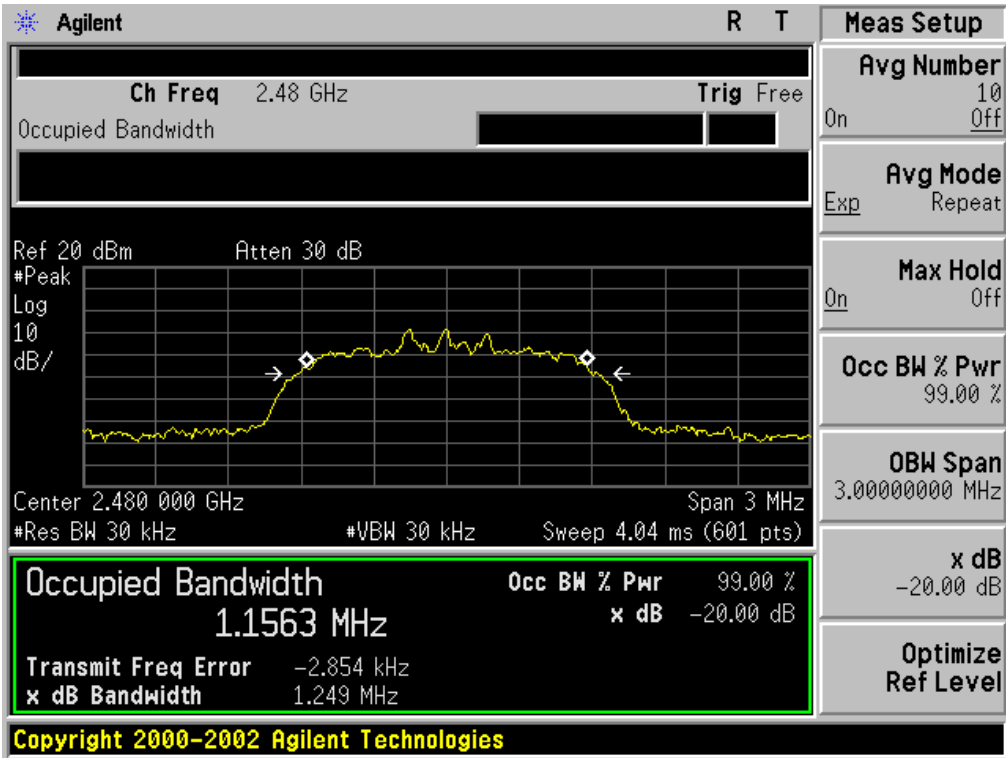 Agilent R T
Ch Freq 2.48 GHz Trig Free
Occupied Bandwidth
Ref 20 dBm Atten 30 dB
#Peak
Log
10
dB/
Center 2.480 000 GHz Span 3 MHz
#Res BW 30 kHz #VBW 30 kHz Sweep 4.04 ms (601 pts)
Occupied Bandwidth Occ BW % Pwr 99.00 %
1.1563 MHz x dB -20.00 dB
Transmit Freq Error -2.854 kHz
x dB Bandwidth 1.249 MHz
Copyright 2000-2002 Agilent Technologies
Meas Setup
Avg Number
10
On Off
Avg Mode
Exp Repeat
Max Hold
On Off
Occ BW % Pwr
99.00 %
OBW Span
3.00000000 MHz
x dB
-20.00 dB
Optimize
Ref Level